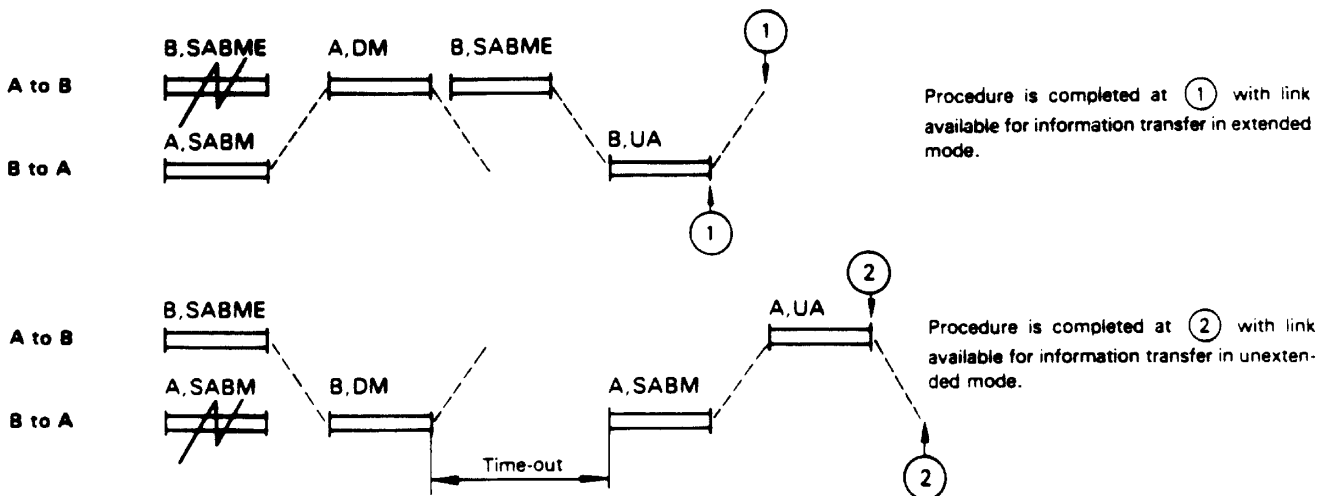 1
B,SABME A,DM B,SABME
A to B
Procedure is completed at 1 with link
available for information transfer in extended
mode.
A,SABM B,UA
B to A
1
2
B,SABME A,UA
A to B
Procedure is completed at 2 with link
available for information transfer in unexten-
ded mode.
A,SABM B,DM A,SABM
B to A
Time-out
2